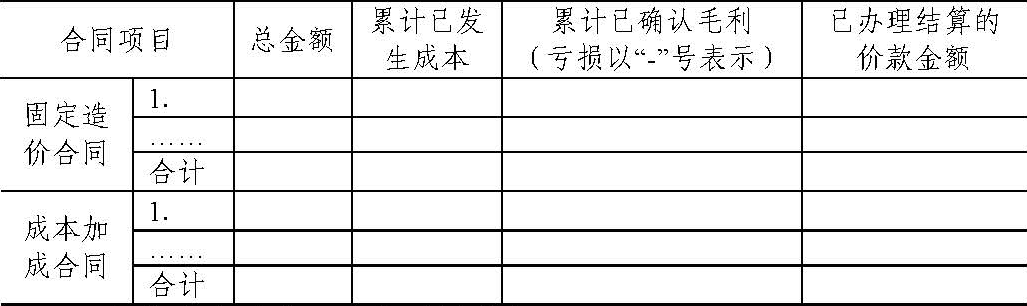 合同项目 总金额 累计已发生成本 累计已确认毛利（亏损以“-”号表示） 已办理结算的价款金额
固定造价合同 1.
……
合计
成本加成合同 1.
……
合计